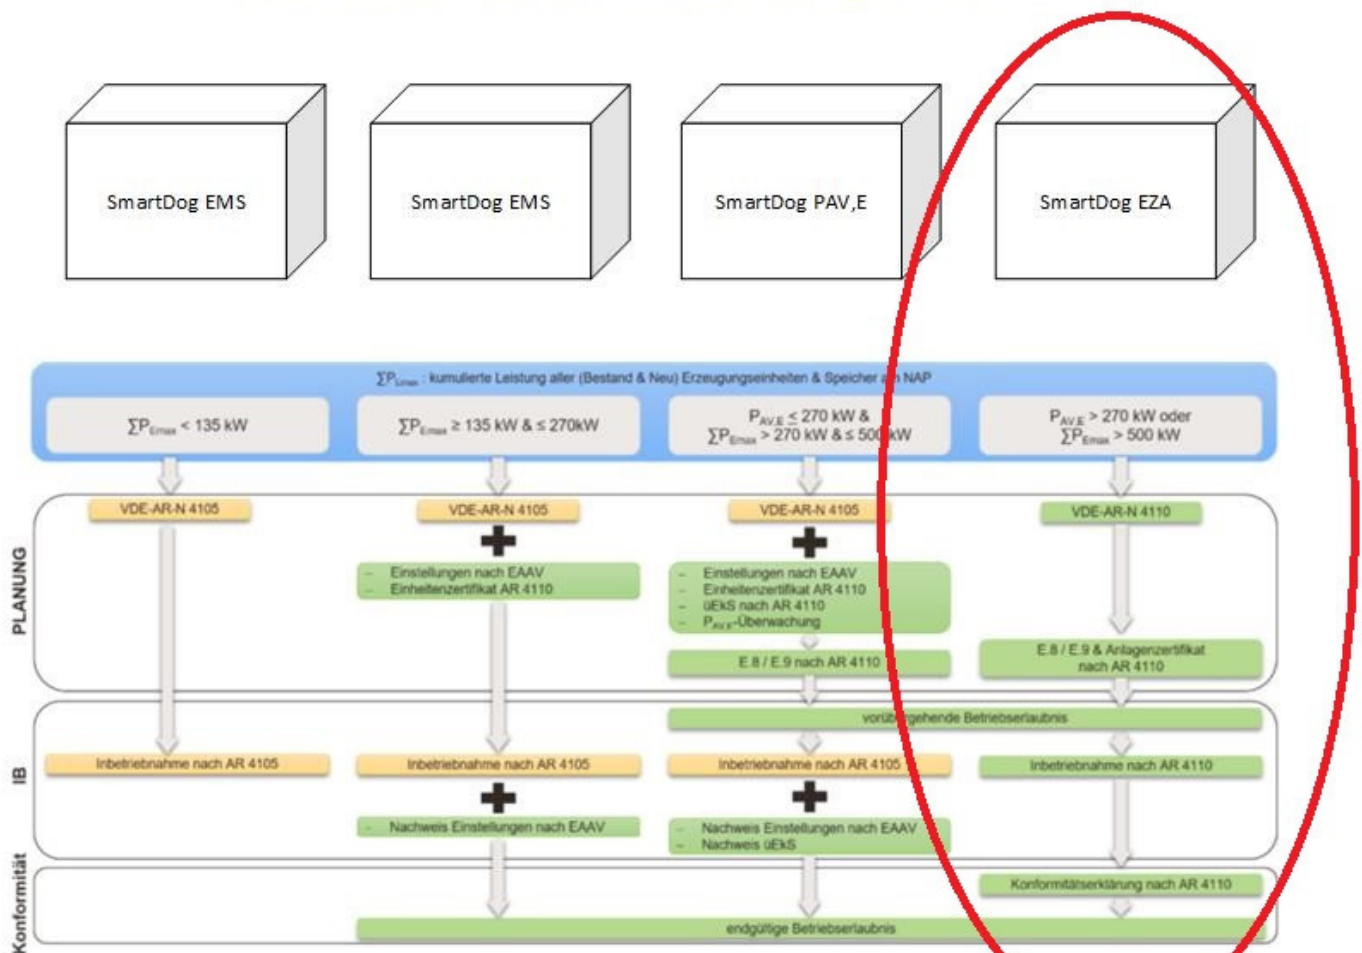 SmartDog EMS
SmartDog EMS
SmartDog PAV,E
SmartDog EZA
∑P : kumulierte Leistung aller (Bestand & Neu) Erzeugungseinheiten & Speicher am NAP
∑PEmax < 135 kW
∑PEmax ≥ 135 kW & ≤ 270kW
PAV,E ≤ 270 kW &
∑PEmax > 270 kW & ≤ 500 kW
PAV,E > 270 kW oder
∑PEmax > 500 kW
PLANUNG
VDE-AR-N 4105
VDE-AR-N 4105
VDE-AR-N 4105
VDE-AR-N 4110
– Einstellungen nach EAAV
– Einheitenzertifikat AR 4110
– Einstellungen nach EAAV
– Einheitenzertifikat AR 4110
– üEkS nach AR 4110
– PAV,E-Überwachung
E.8 / E.9 nach AR 4110
E.8 / E.9 & Anlagenzertifikat
nach AR 4110
IB
vorübergehende Betriebserlaubnis
Inbetriebnahme nach AR 4105
Inbetriebnahme nach AR 4105
Inbetriebnahme nach AR 4105
Inbetriebnahme nach AR 4110
– Nachweis Einstellungen nach EAAV
– Nachweis Einstellungen nach EAAV
– Nachweis üEkS
Konformität
Konformitätserklärung nach AR 4110
endgültige Betriebserlaubnis